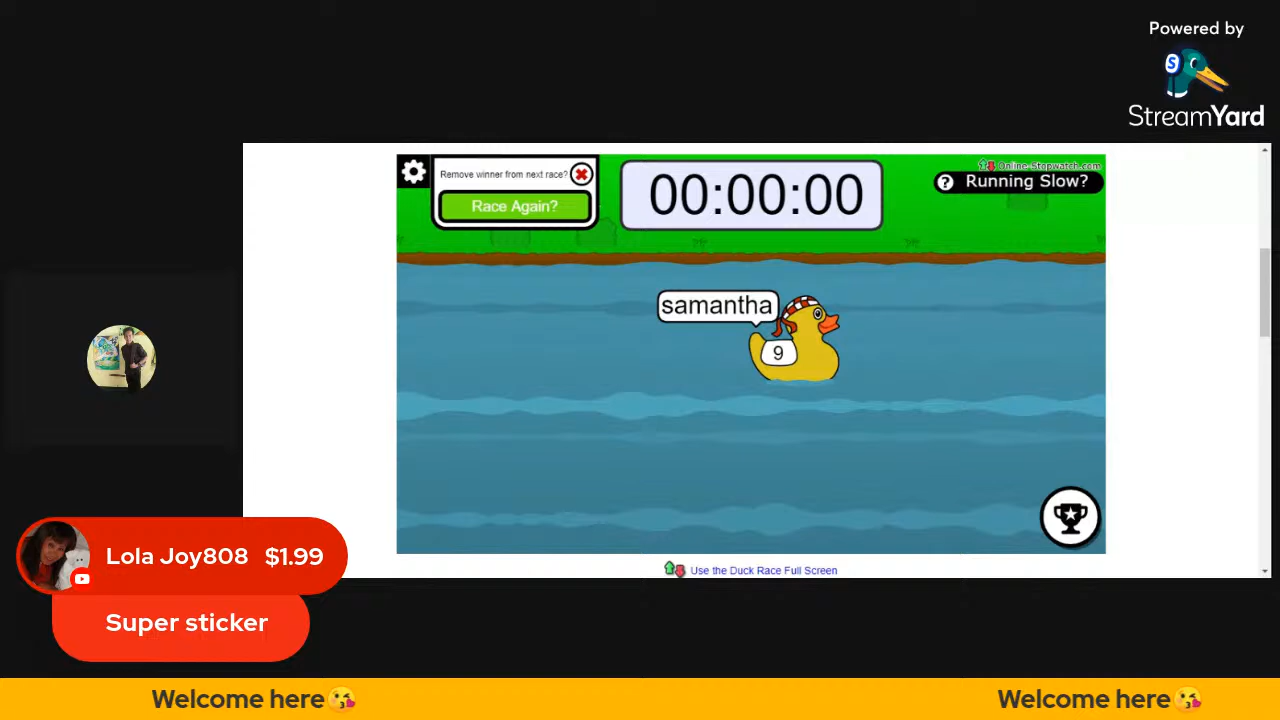 Powered by
S
StreamYard
Remove winner from next race?
Race Again?
00:00:00
Online-Stopwatch.com
? Running Slow?
samantha
9
Lola Joy808 $1.99
Super sticker
Use the Duck Race Full Screen
Welcome here😘 Welcome here😘